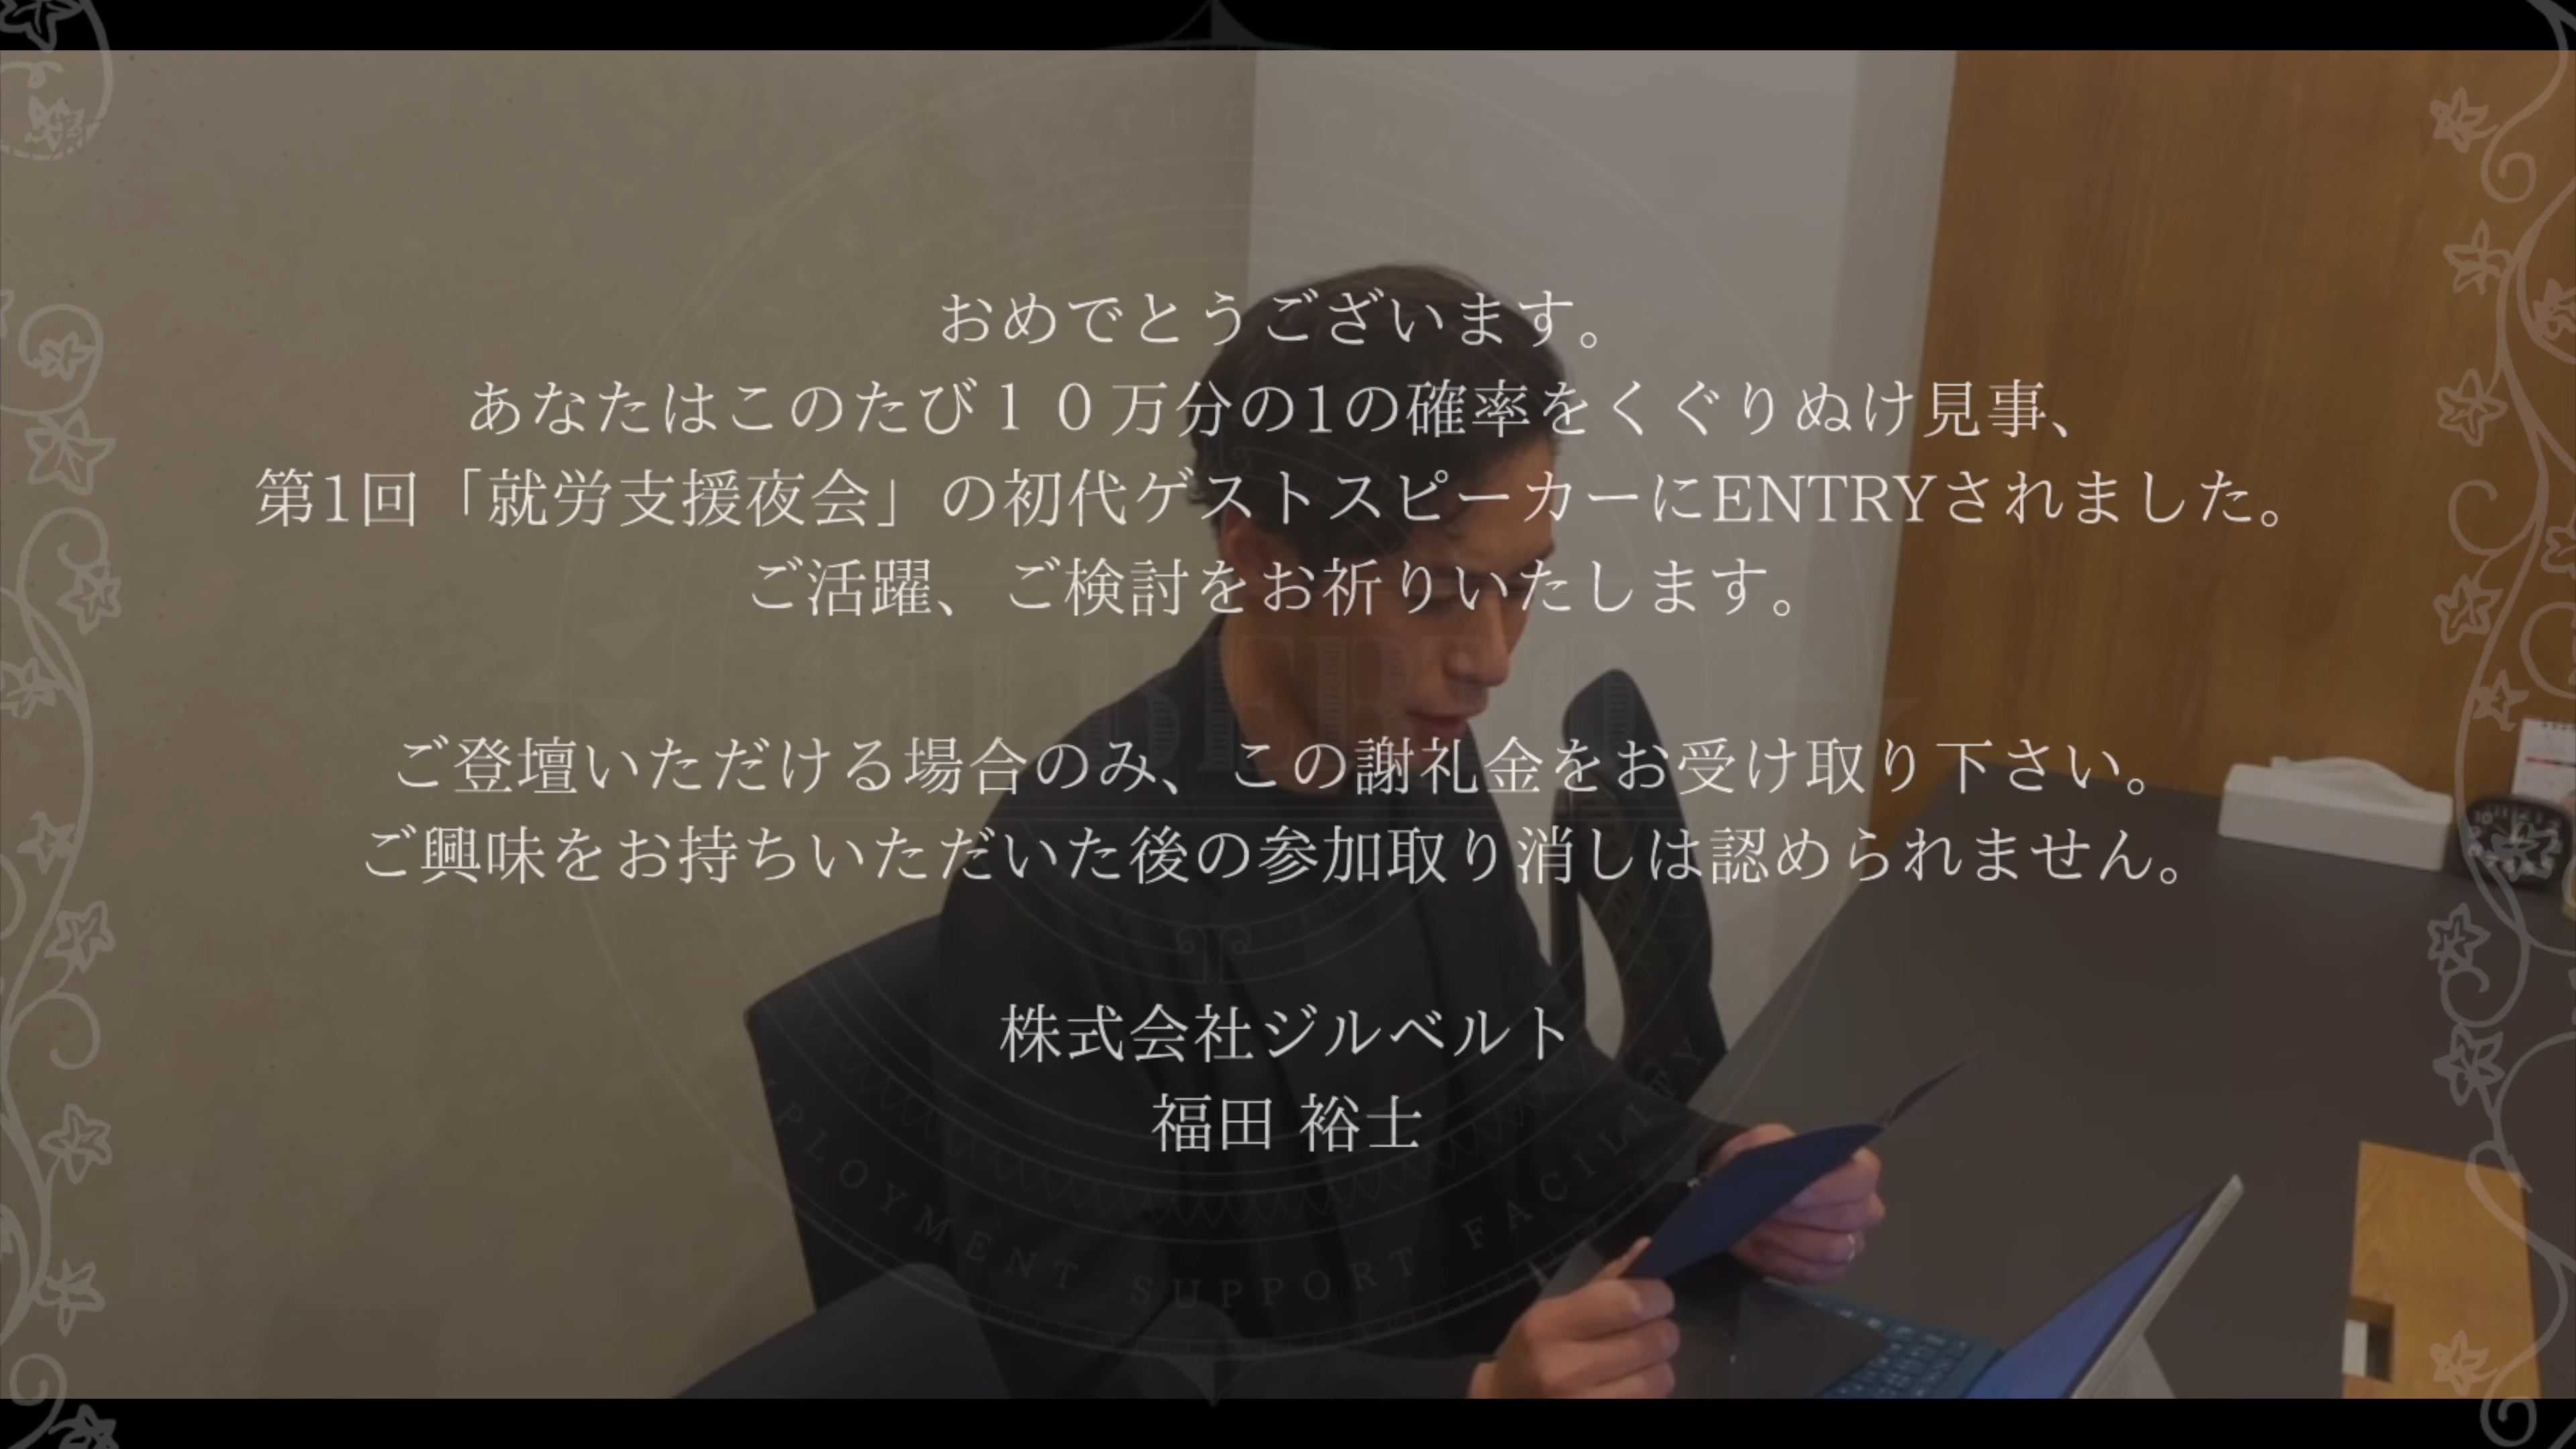 おめでとうございます。
あなたはこのたび１０万分の1の確率をくぐりぬけ見事、
第1回「就労支援夜会」の初代ゲストスピーカーにENTRYされました。
ご活躍、ご検討をお祈りいたします。
ご登壇いただける場合のみ、この謝礼金をお受け取り下さい。
ご興味をお持ちいただいた後の参加取り消しは認められません。
株式会社ジルベルト
福田 裕士
GILBERTO
PLOYMENT SUPPORT FACILITY